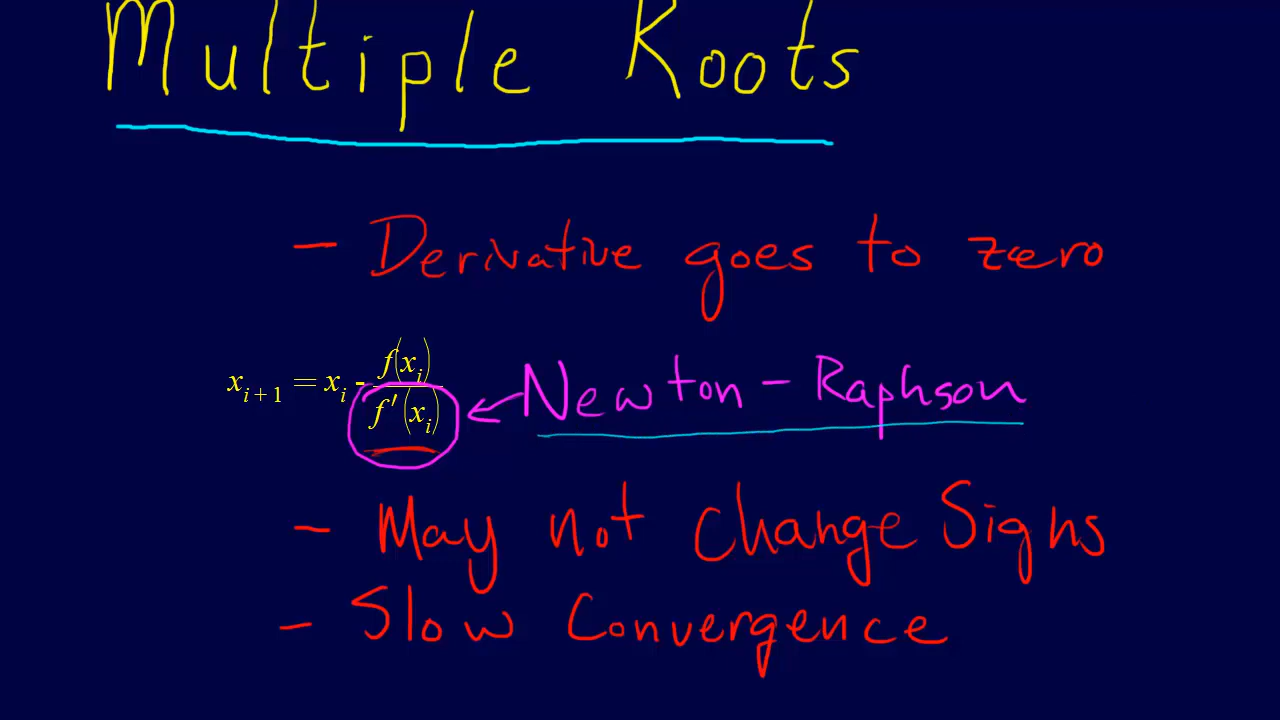 Multiple Roots
- Derivative goes to zero
x_{i+1} = x_i - f(x_i) / f'(x_i) ← Newton-Raphson
- May not Change Signs
- Slow Convergence